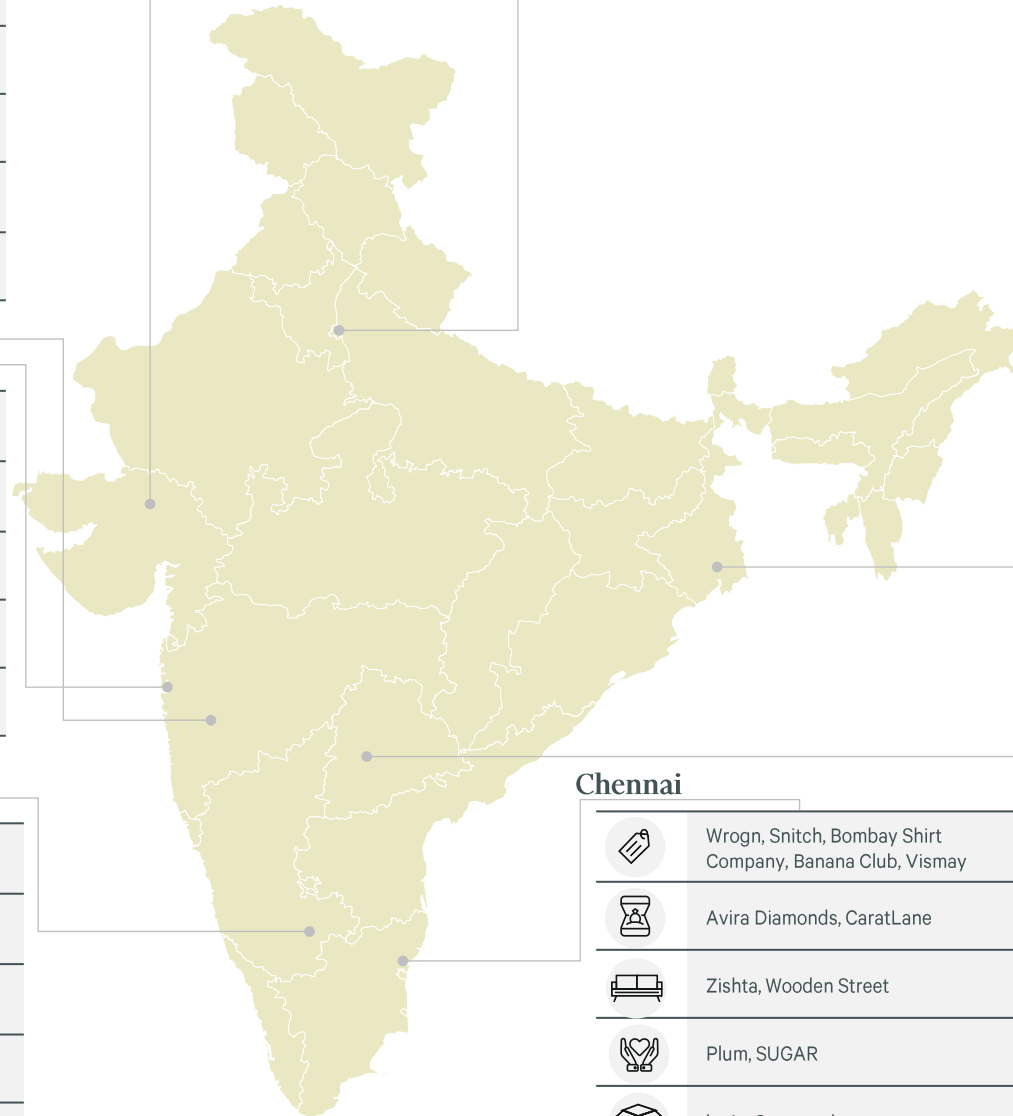 Chennai
Wrogn, Snitch, Bombay Shirt
Company, Banana Club, Vismay
Avira Diamonds, CaratLane
Zishta, Wooden Street
Plum, SUGAR